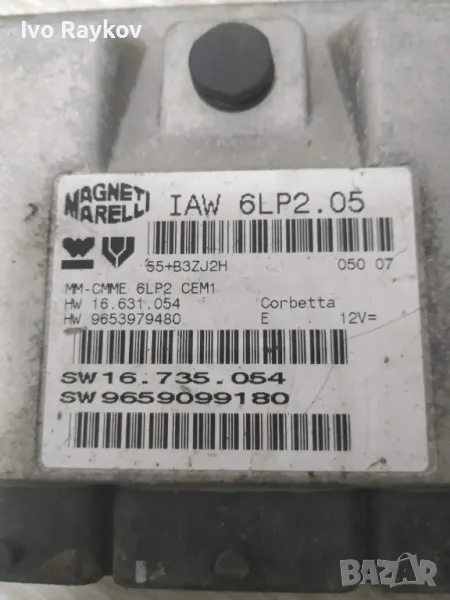 Ivo Raykov
MAGNETI MARELLI
IAW 6LP2.05
55+B3ZJ2H
050 07
MM-CMME 6LP2 CEM1
HW 16.631.054
Corbetta
HW 9653979480
E
12V=
SW16.735.054
SW9659099180
BAZAR